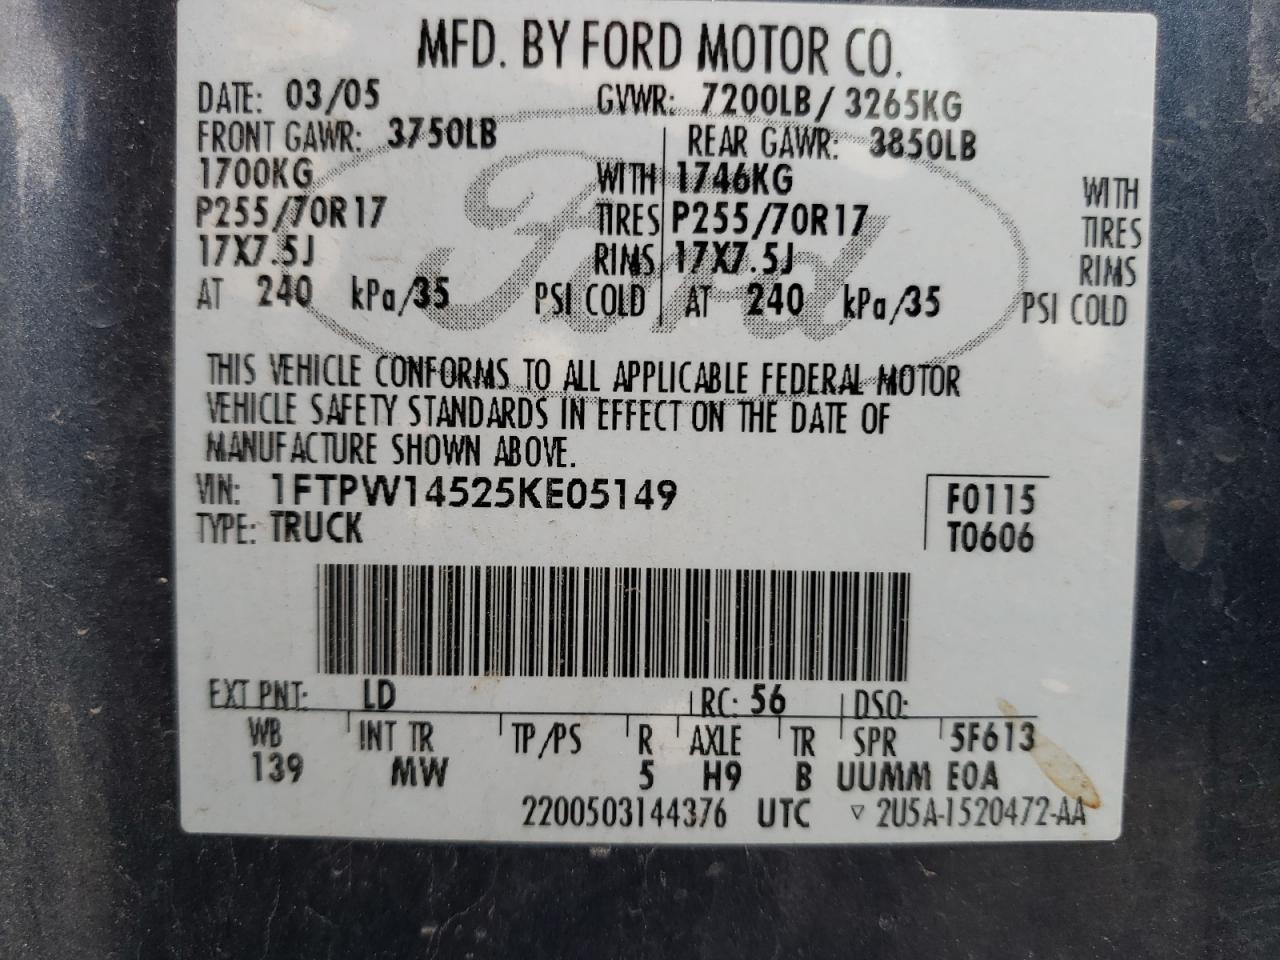 MFD. BY FORD MOTOR CO.
DATE: 03/05 GVWR: 7200LB/ 3265KG
FRONT GAWR: 3750LB REAR GAWR: 3850LB
1700KG WITH 1746KG WITH
P255/70R17 TIRES P255/70R17 TIRES
17X7.5J RIMS 17X7.5J RIMS
AT 240 kPa/35 PSI COLD AT 240 kPa/35 PSI COLD
Ford
THIS VEHICLE CONFORMS TO ALL APPLICABLE FEDERAL MOTOR
VEHICLE SAFETY STANDARDS IN EFFECT ON THE DATE OF
MANUFACTURE SHOWN ABOVE.
VIN: 1FTPW14525KE05149 F0115
TYPE: TRUCK T0606
EXT PNT: LD RC: 56 DSO:
WB INT TR TP/PS R AXLE TR SPR 5F613
139 MW 5 H9 B UUMM E0A
2200503144376 UTC ▽ 2U5A-1520472-AA